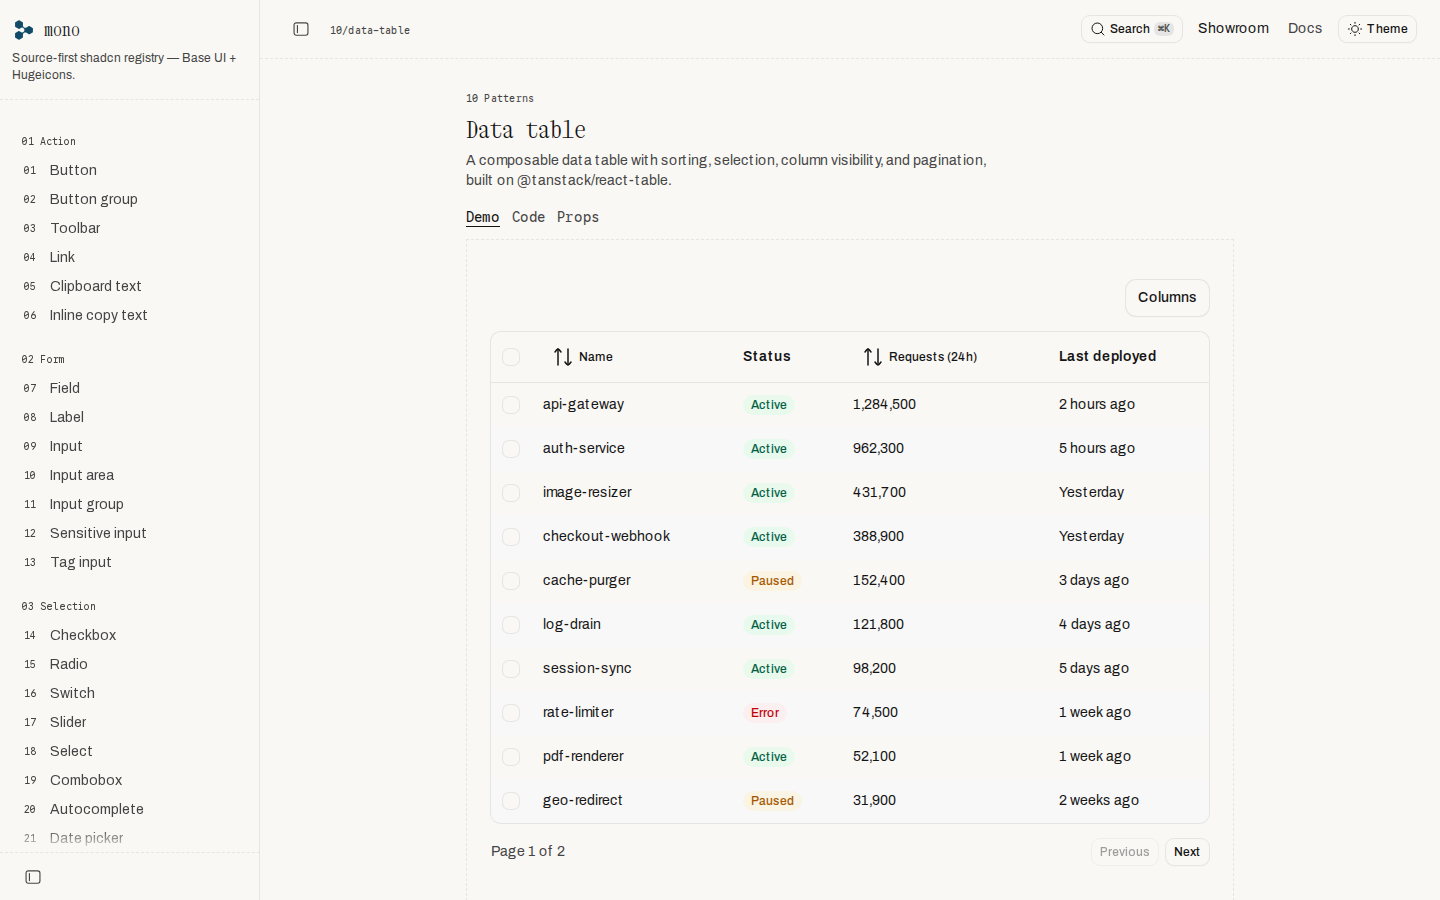 mono
Source-first shadcn registry — Base UI +
Hugeicons.
01 Action
01 Button
02 Button group
03 Toolbar
04 Link
05 Clipboard text
06 Inline copy text
02 Form
07 Field
08 Label
09 Input
10 Input area
11 Input group
12 Sensitive input
13 Tag input
03 Selection
14 Checkbox
15 Radio
16 Switch
17 Slider
18 Select
19 Combobox
20 Autocomplete
21 Date picker
10/data-table
Search ⌘K
Showroom
Docs
Theme
10 Patterns
Data table
A composable data table with sorting, selection, column visibility, and pagination,
built on @tanstack/react-table.
Demo Code Props
Columns
Name Status Requests (24h) Last deployed
api-gateway Active 1,284,500 2 hours ago
auth-service Active 962,300 5 hours ago
image-resizer Active 431,700 Yesterday
checkout-webhook Active 388,900 Yesterday
cache-purger Paused 152,400 3 days ago
log-drain Active 121,800 4 days ago
session-sync Active 98,200 5 days ago
rate-limiter Error 74,500 1 week ago
pdf-renderer Active 52,100 1 week ago
geo-redirect Paused 31,900 2 weeks ago
Page 1 of 2
Previous Next